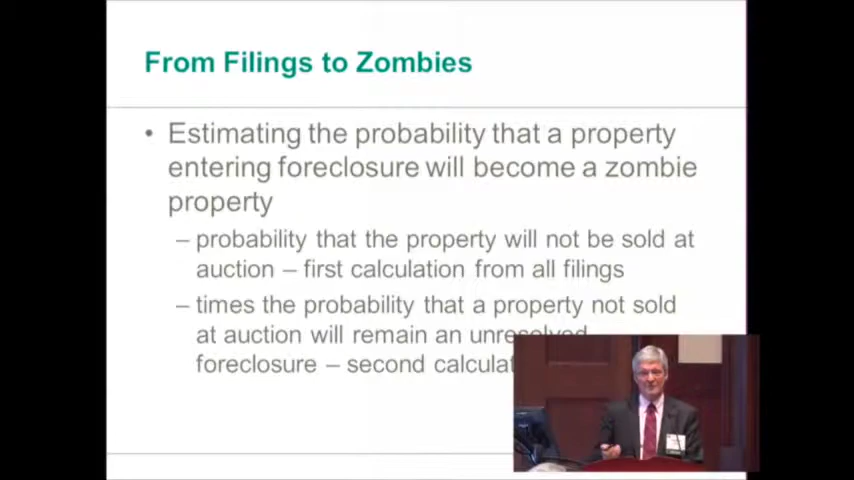 From Filings to Zombies
• Estimating the probability that a property
entering foreclosure will become a zombie
property
– probability that the property will not be sold at
auction – first calculation from all filings
– times the probability that a property not sold
at auction will remain an unresolved
foreclosure – second